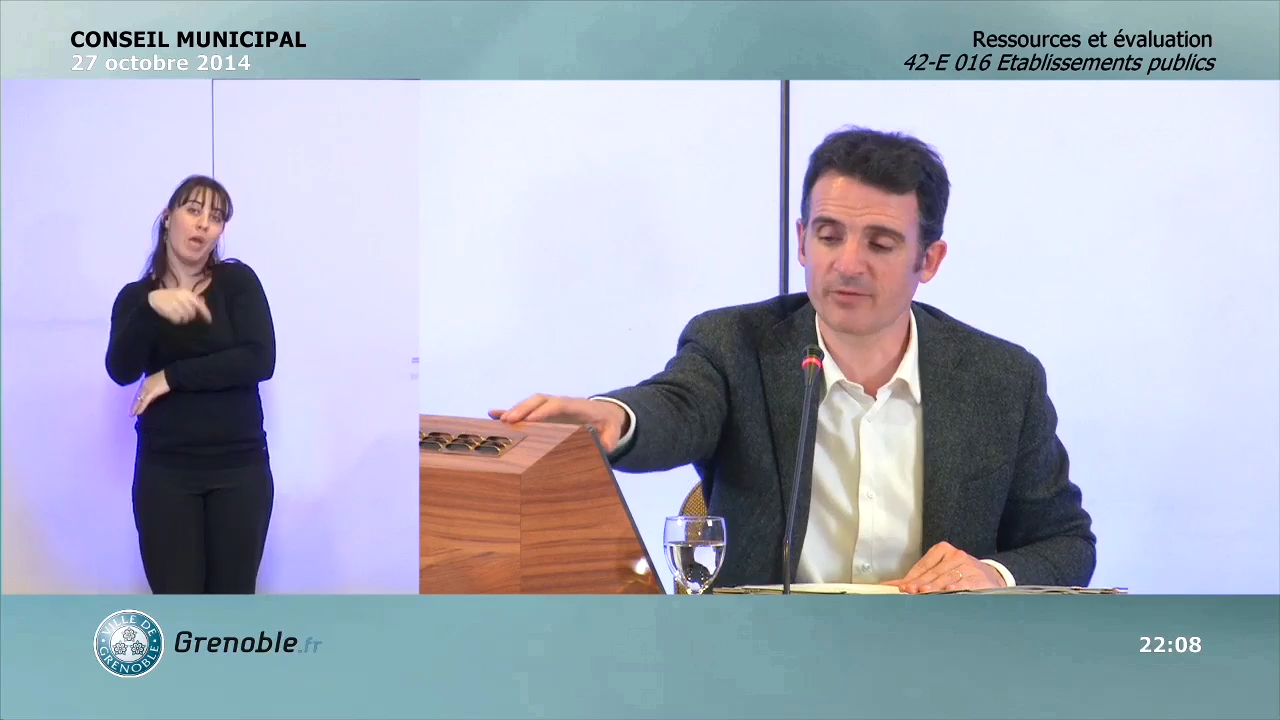 CONSEIL MUNICIPAL
27 octobre 2014
Ressources et évaluation
42-E 016 Etablissements publics
VILLE DE GRENOBLE
Grenoble.fr
22:08